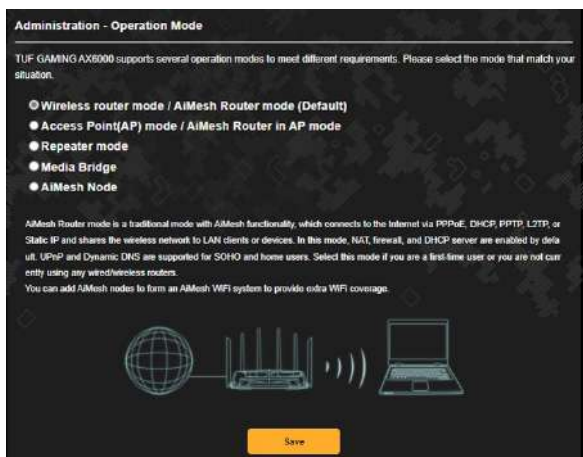 Administration - Operation Mode
TUF GAMING AX6000 supports several operation modes to meet different requirements. Please select the mode that match your
situation.
Wireless router mode / AiMesh Router mode (Default)
Access Point(AP) mode / AiMesh Router in AP mode
Repeater mode
Media Bridge
AiMesh Node
AiMesh Router mode is a traditional mode with AiMesh functionality, which connects to the Internet via PPPoE, DHCP, PPTP, L2TP, or
Static IP and shares the wireless network to LAN clients or devices. In this mode, NAT, firewall, and DHCP server are enabled by defa
ult. UPnP and Dynamic DNS are supported for SOHO and home users. Select this mode if you are a first-time user or you are not curr
ently using any wired/wireless routers.
You can add AiMesh nodes to form an AiMesh WiFi system to provide extra WiFi coverage.
Save